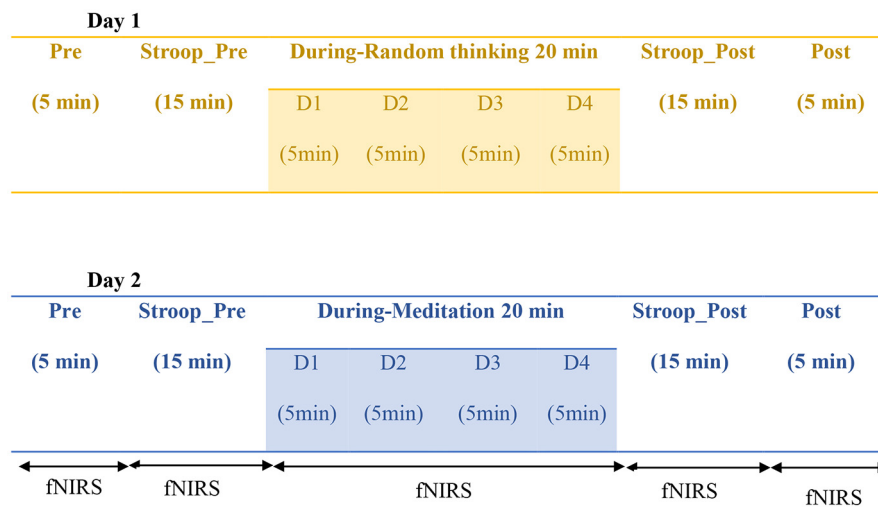 Day 1
Pre Stroop_Pre During-Random thinking 20 min Stroop_Post Post
(5 min) (15 min) D1 D2 D3 D4 (15 min) (5 min)
(5min) (5min) (5min) (5min)
Day 2
Pre Stroop_Pre During-Meditation 20 min Stroop_Post Post
(5 min) (15 min) D1 D2 D3 D4 (15 min) (5 min)
(5min) (5min) (5min) (5min)
fNIRS fNIRS fNIRS fNIRS fNIRS